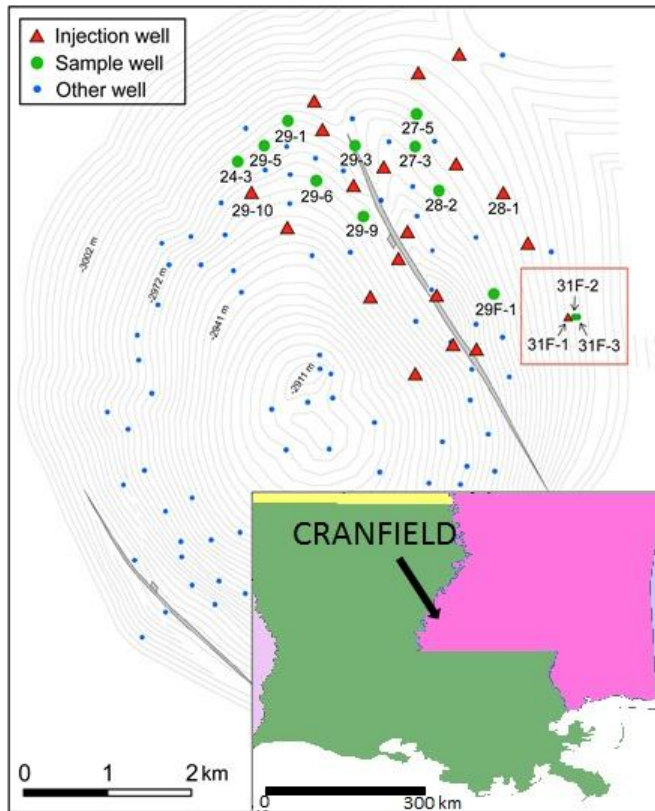 Injection well
Sample well
Other well
27-5
29-1
29-5
29-3
27-3
24-3
29-6
28-2
28-1
29-10
29-9
-3002 m
-2972 m
-2941 m
-2911 m
29F-1
31F-2
31F-1
31F-3
CRANFIELD
0
1
2 km
0
300 km